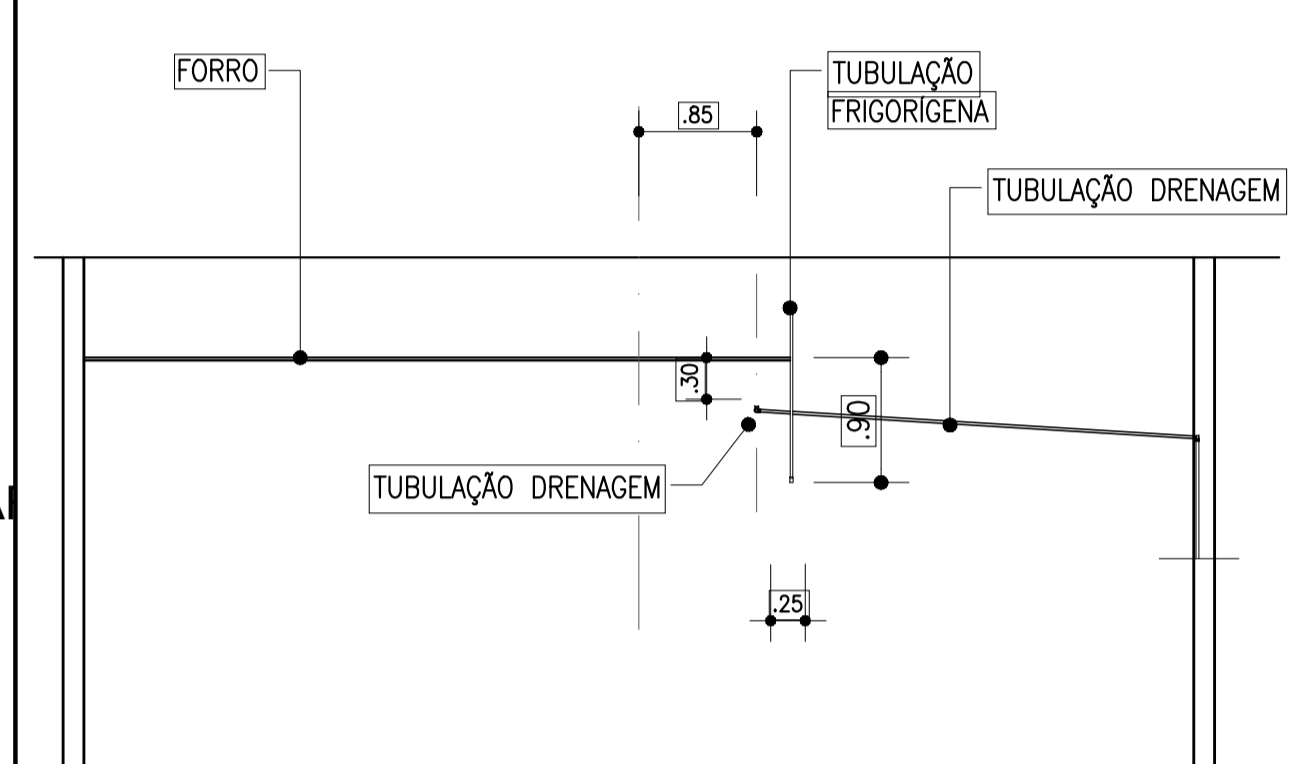 FORRO
TUBULAÇÃO
FRIGORÍGENA
.85
TUBULAÇÃO DRENAGEM
.30
.90
TUBULAÇÃO DRENAGEM
.25